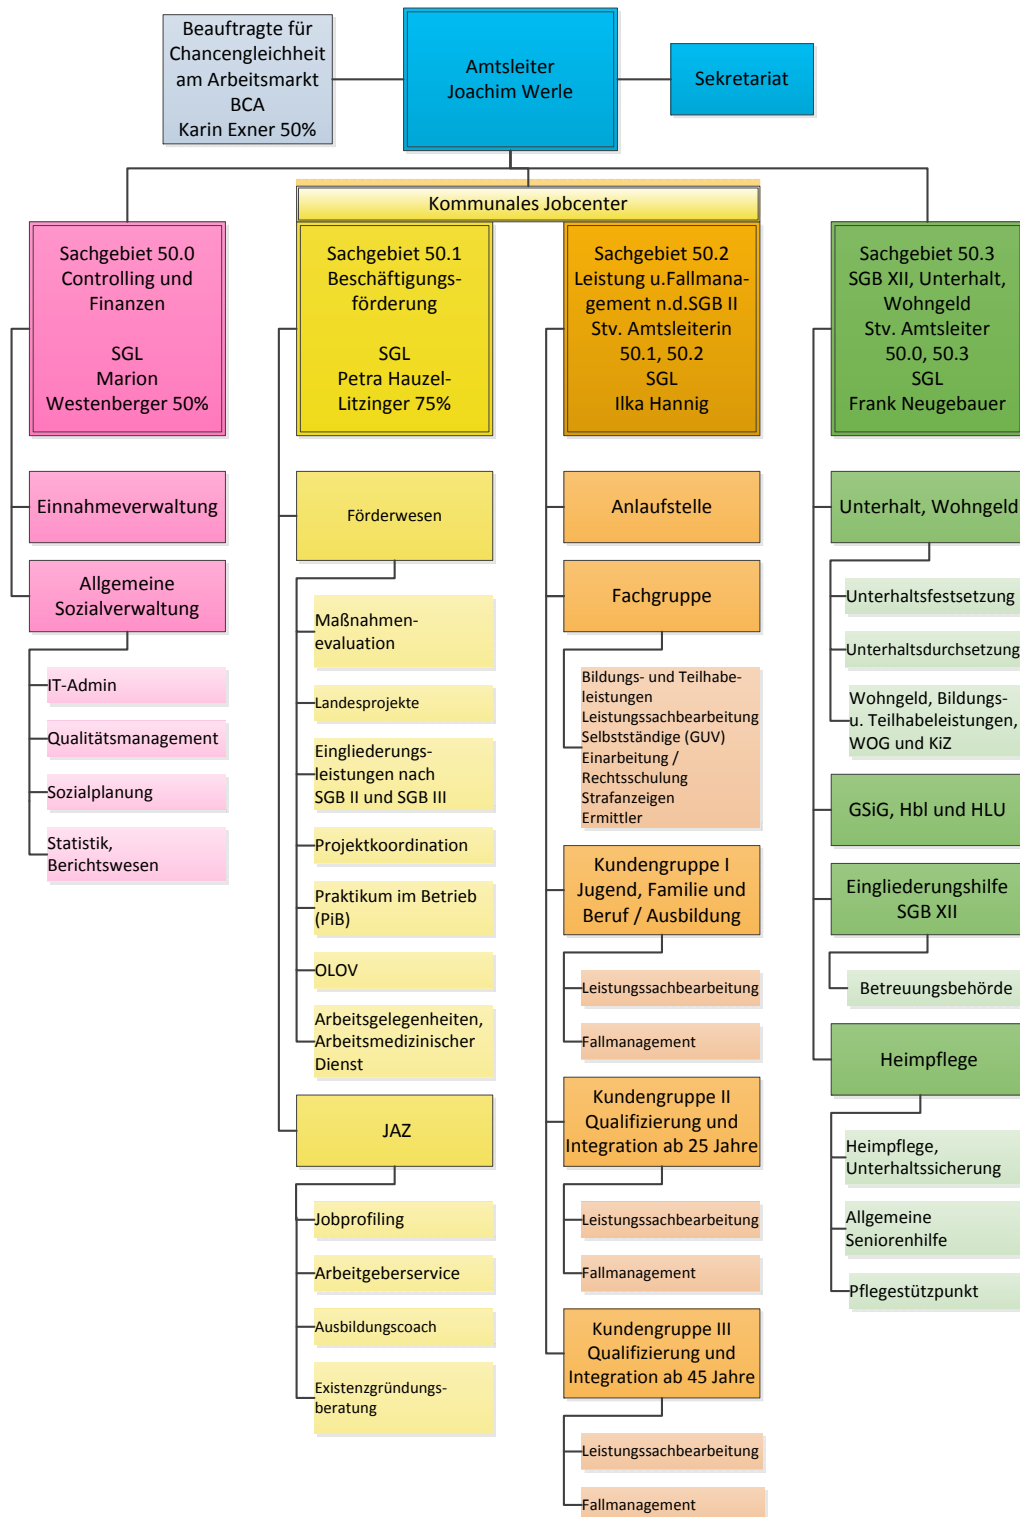 Beauftragte für
Chancengleichheit
am Arbeitsmarkt
BCA
Karin Exner 50%
Amtsleiter
Joachim Werle
Sekretariat
Kommunales Jobcenter
Sachgebiet 50.0
Controlling und
Finanzen
SGL
Marion
Westenberger 50%
Einnahmeverwaltung
Allgemeine
Sozialverwaltung
IT-Admin
Qualitätsmanagement
Sozialplanung
Statistik,
Berichtswesen
Sachgebiet 50.1
Beschäftigungs-
förderung
SGL
Petra Hauzel-
Litzinger 75%
Förderwesen
Maßnahmen-
evaluation
Landesprojekte
Eingliederungs-
leistungen nach
SGB II und SGB III
Projektkoordination
Praktikum im Betrieb
(PiB)
OLOV
Arbeitsgelegenheiten,
Arbeitsmedizinischer
Dienst
JAZ
Jobprofiling
Arbeitgeberservice
Ausbildungscoach
Existenzgründungs-
beratung
Sachgebiet 50.2
Leistung u.Fallmana-
gement n.d.SGB II
Stv. Amtsleiterin
50.1, 50.2
SGL
Ilka Hannig
Anlaufstelle
Fachgruppe
Bildungs- und Teilhabe-
leistungen
Leistungssachbearbeitung
Selbstständige (GUV)
Einarbeitung /
Rechtsschulung
Strafanzeigen
Ermittler
Kundengruppe I
Jugend, Familie und
Beruf / Ausbildung
Leistungssachbearbeitung
Fallmanagement
Kundengruppe II
Qualifizierung und
Integration ab 25 Jahre
Leistungssachbearbeitung
Fallmanagement
Kundengruppe III
Qualifizierung und
Integration ab 45 Jahre
Leistungssachbearbeitung
Fallmanagement
Sachgebiet 50.3
SGB XII, Unterhalt,
Wohngeld
Stv. Amtsleiter
50.0, 50.3
SGL
Frank Neugebauer
Unterhalt, Wohngeld
Unterhaltsfestsetzung
Unterhaltsdurchsetzung
Wohngeld, Bildungs-
u. Teilhabeleistungen,
WOG und KiZ
GSiG, Hbl und HLU
Eingliederungshilfe
SGB XII
Betreuungsbehörde
Heimpflege
Heimpflege,
Unterhaltssicherung
Allgemeine
Seniorenhilfe
Pflegestützpunkt